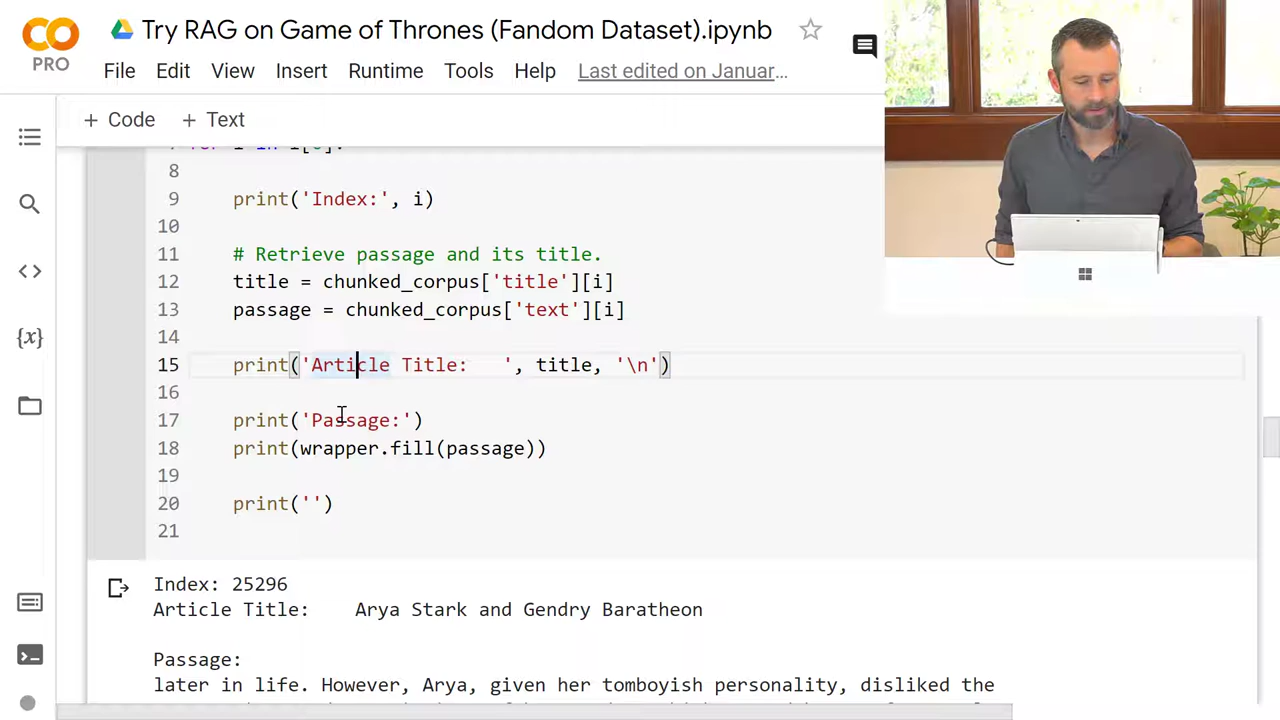 Try RAG on Game of Thrones (Fandom Dataset).ipynb
PRO
File Edit View Insert Runtime Tools Help Last edited on Januar…
+ Code + Text
8
9 print('Index:', i)
10
11 # Retrieve passage and its title.
12 title = chunked_corpus['title'][i]
13 passage = chunked_corpus['text'][i]
14
15 print('Article Title:   ', title, '\n')
16
17 print('Passage:')
18 print(wrapper.fill(passage))
19
20 print('')
21
Index: 25296
Article Title:    Arya Stark and Gendry Baratheon
Passage:
later in life. However, Arya, given her tomboyish personality, disliked the